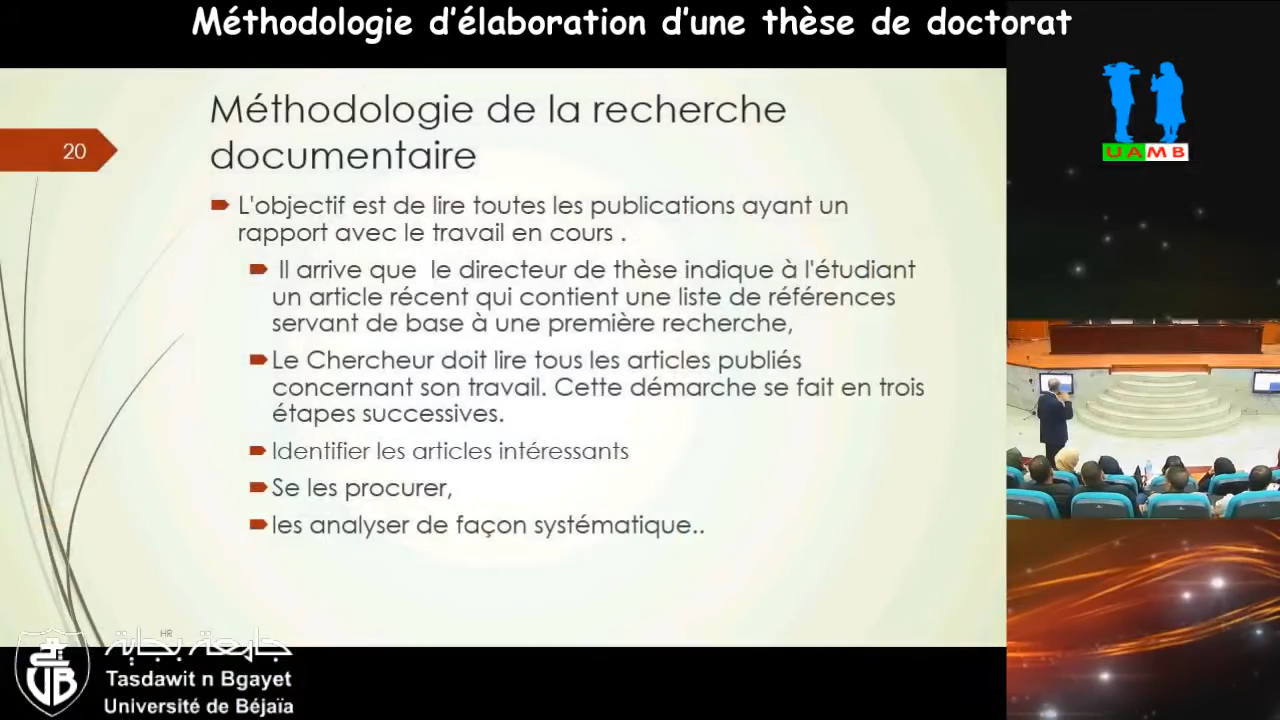 Méthodologie d'élaboration d'une thèse de doctorat
Méthodologie de la recherche
documentaire
20
L'objectif est de lire toutes les publications ayant un
rapport avec le travail en cours .
Il arrive que le directeur de thèse indique à l'étudiant
un article récent qui contient une liste de références
servant de base à une première recherche,
Le Chercheur doit lire tous les articles publiés
concernant son travail. Cette démarche se fait en trois
étapes successives.
Identifier les articles intéressants
Se les procurer,
les analyser de façon systématique..
HR
UAMB
جامعة بجاية
Tasdawit n Bgayet
Université de Béjaïa